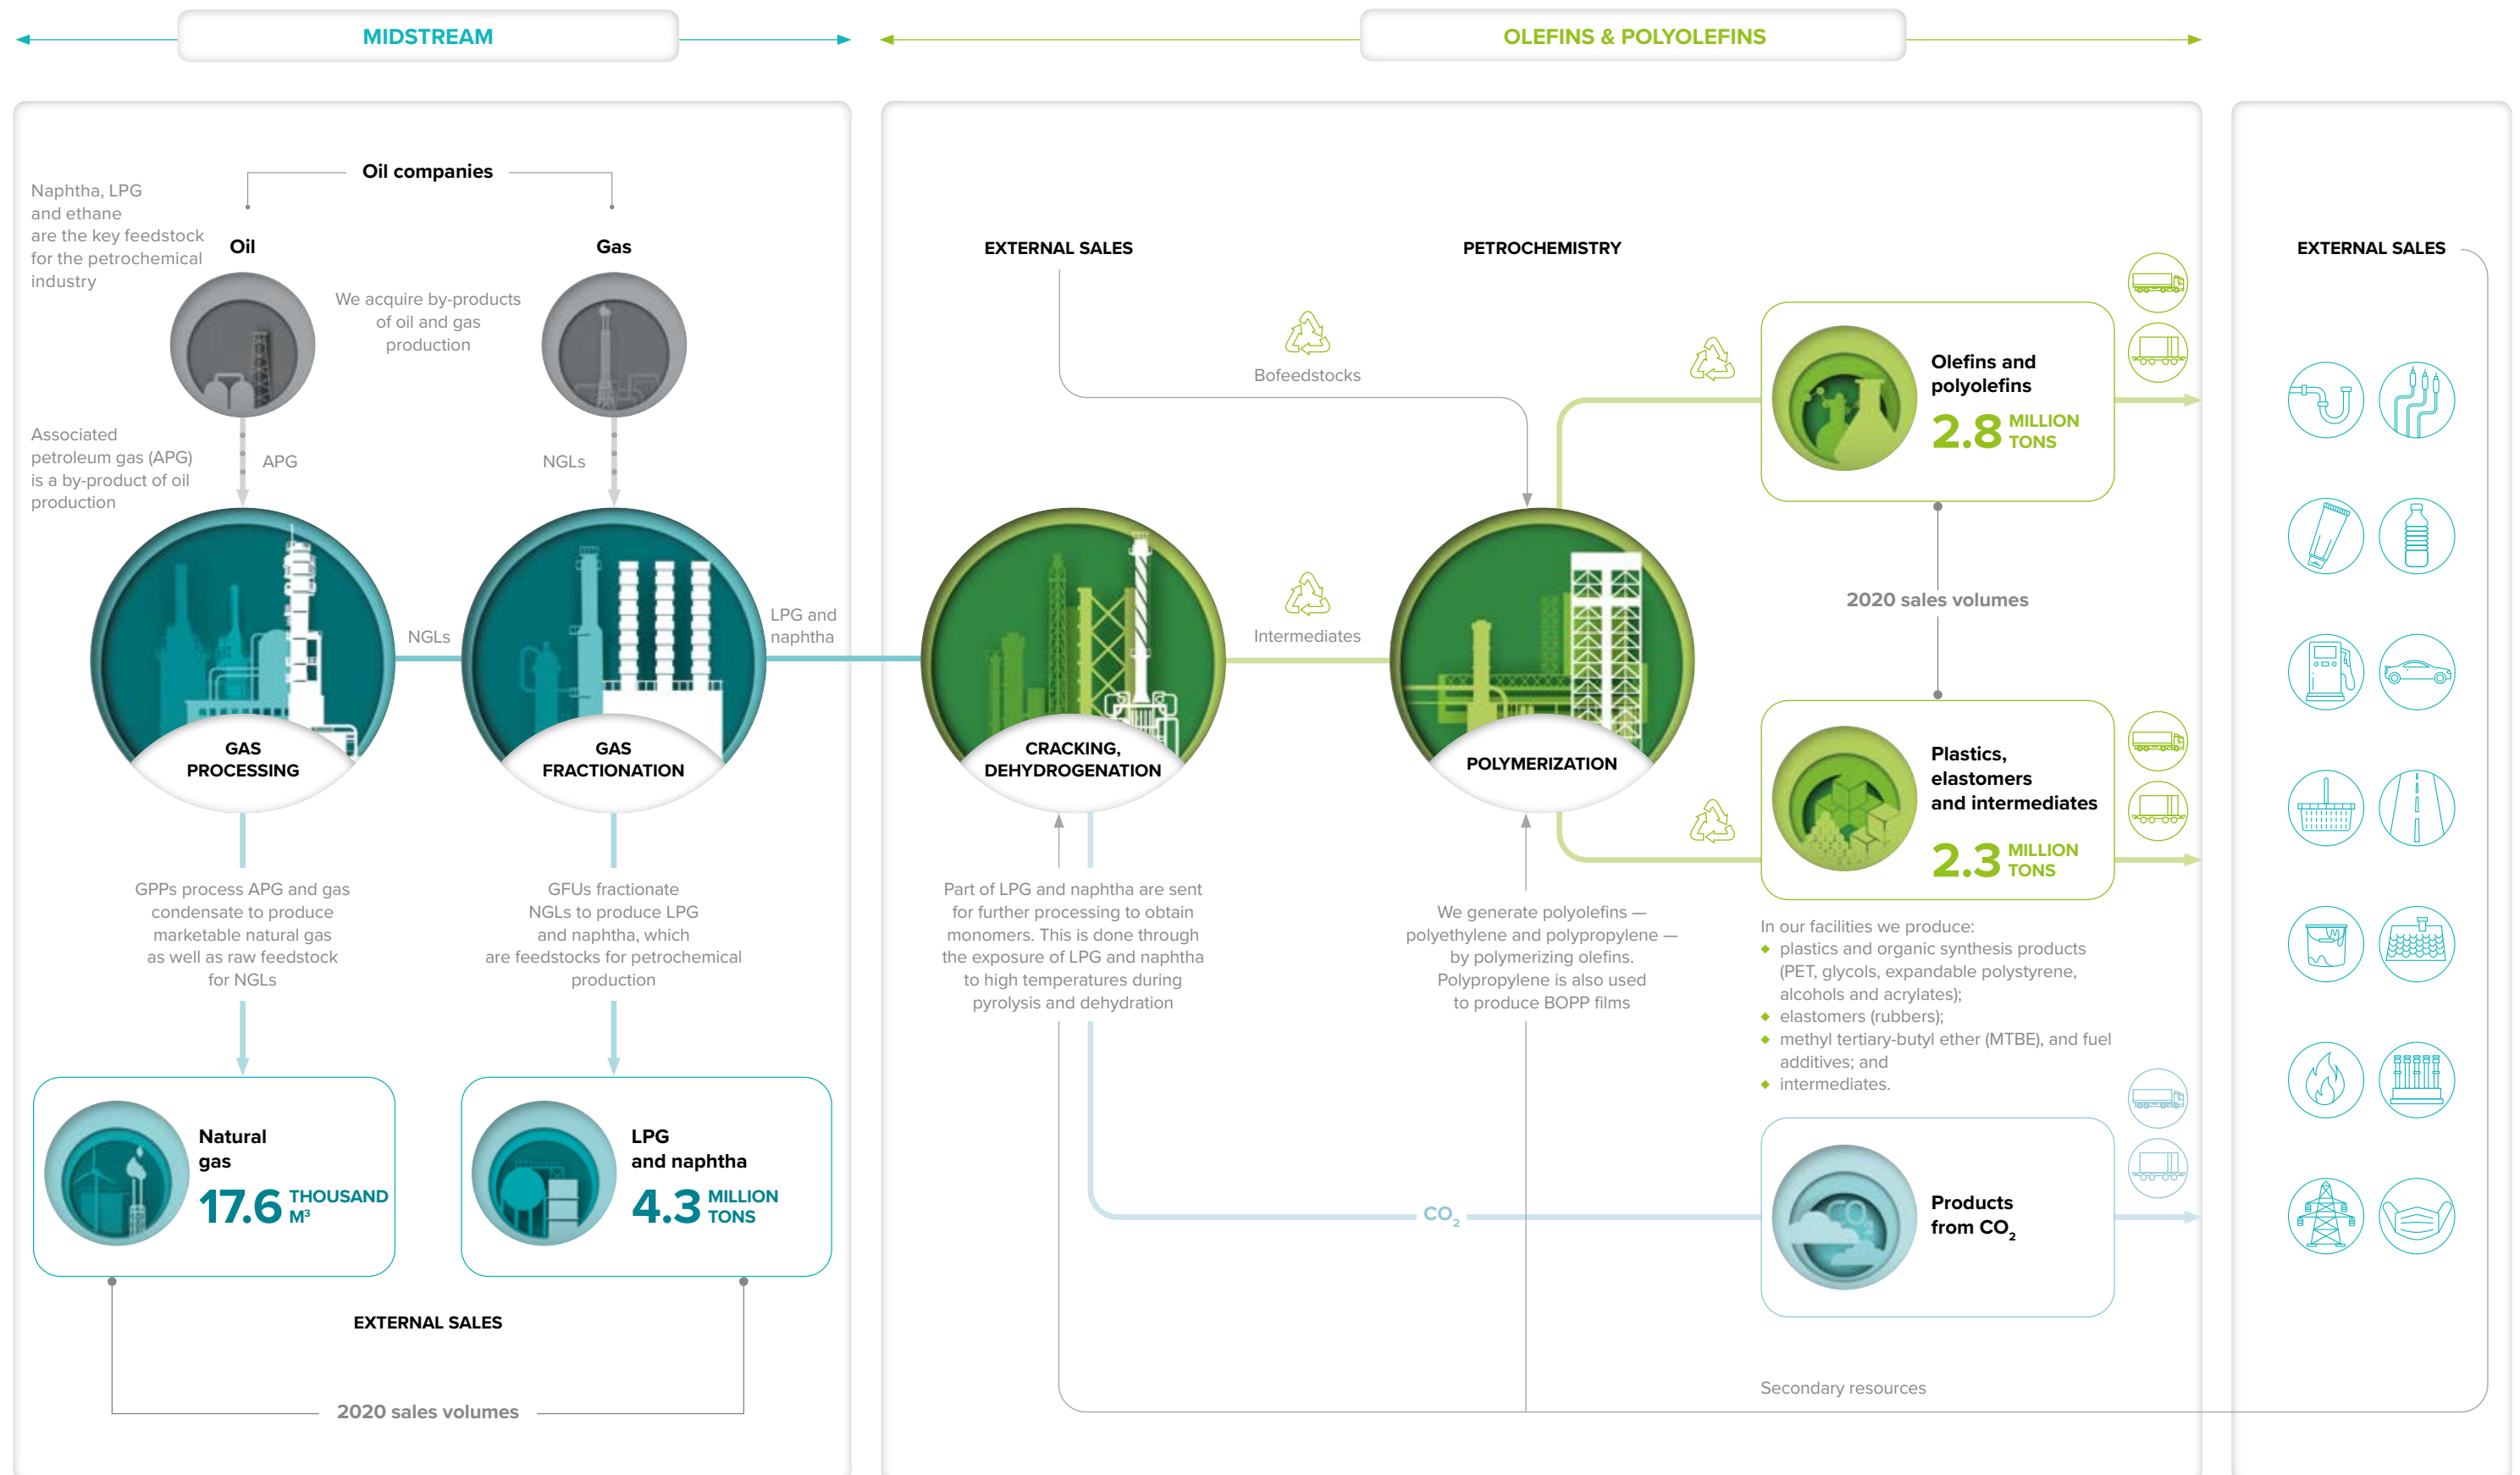 MIDSTREAM
OLEFINS & POLYOLEFINS
Oil companies
Naphtha, LPG
and ethane
are the key feedstock
for the petrochemical
industry
Oil
Gas
We acquire by-products
of oil and gas
production
Associated
petroleum gas (APG)
is a by-product of oil
production
APG
NGLs
NGLs
LPG and
naphtha
GAS
PROCESSING
GAS
FRACTIONATION
GPPs process APG and gas
condensate to produce
marketable natural gas
as well as raw feedstock
for NGLs
GFUs fractionate
NGLs to produce LPG
and naphtha, which
are feedstocks for petrochemical
production
Natural
gas
17.6 THOUSAND
M³
LPG
and naphtha
4.3 MILLION
TONS
EXTERNAL SALES
2020 sales volumes
EXTERNAL SALES
PETROCHEMISTRY
Bofeedstocks
Intermediates
CRACKING,
DEHYDROGENATION
POLYMERIZATION
Part of LPG and naphtha are sent
for further processing to obtain
monomers. This is done through
the exposure of LPG and naphtha
to high temperatures during
pyrolysis and dehydration
We generate polyolefins —
polyethylene and polypropylene —
by polymerizing olefins.
Polypropylene is also used
to produce BOPP films
Olefins and
polyolefins
2.8 MILLION
TONS
2020 sales volumes
Plastics,
elastomers
and intermediates
2.3 MILLION
TONS
In our facilities we produce:
◆ plastics and organic synthesis products
(PET, glycols, expandable polystyrene,
alcohols and acrylates);
◆ elastomers (rubbers);
◆ methyl tertiary-butyl ether (MTBE), and fuel
additives; and
◆ intermediates.
CO₂
CO₂
Products
from CO₂
Secondary resources
EXTERNAL SALES